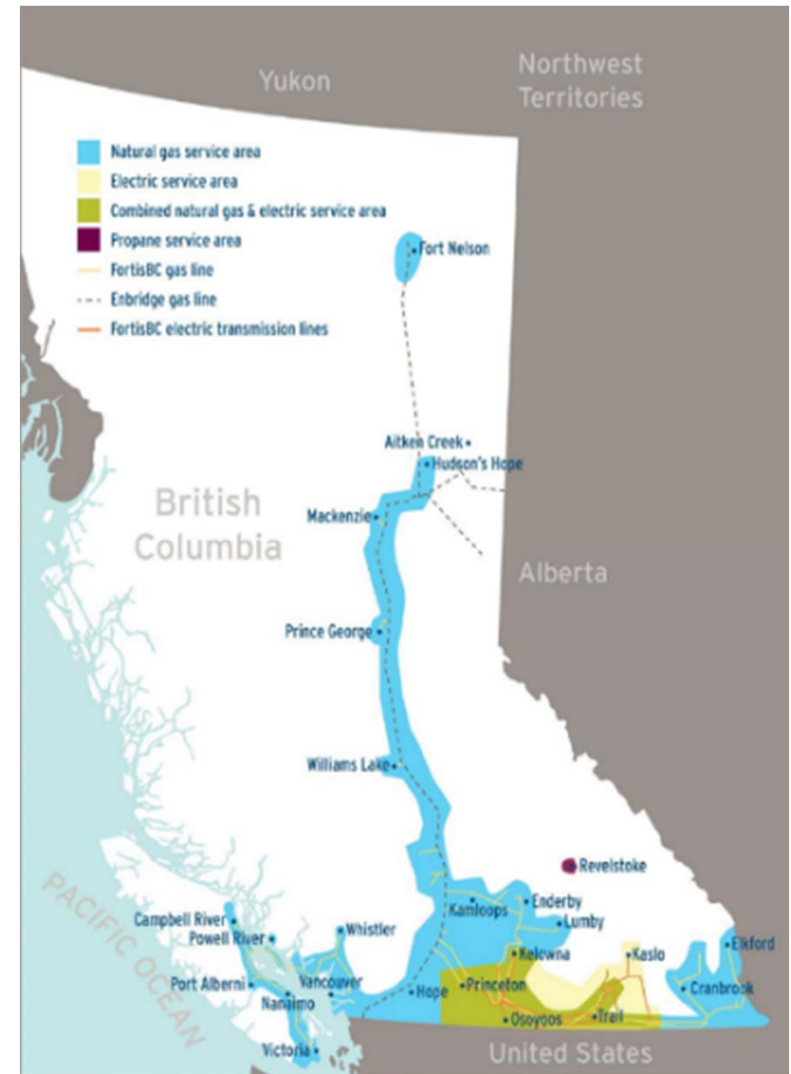 Yukon
Northwest
Territories
Natural gas service area
Electric service area
Combined natural gas & electric service area
Propane service area
FortisBC gas line
Enbridge gas line
FortisBC electric transmission lines
Fort Nelson
Aitken Creek
Hudson's Hope
British
Columbia
Mackenzie
Alberta
Prince George
Williams Lake
Revelstoke
PACIFIC OCEAN
Campbell River
Powell River
Whistler
Kamloops
Enderby
Lumby
Kelowna
Kaslo
Elkford
Port Alberni
Vancouver
Nanaimo
Hope
Princeton
Cranbrook
Osoyoos
Trail
Victoria
United States